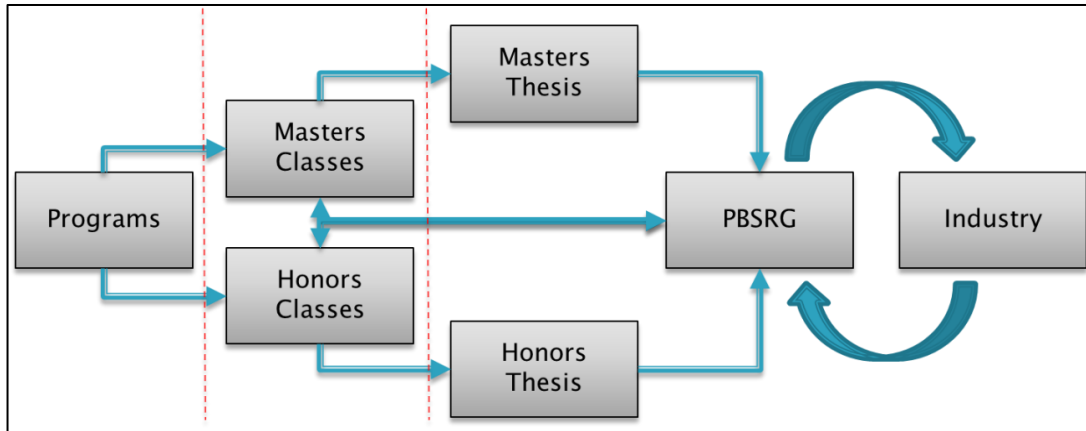 Programs
Masters
Classes
Honors
Classes
Masters
Thesis
Honors
Thesis
PBSRG
Industry